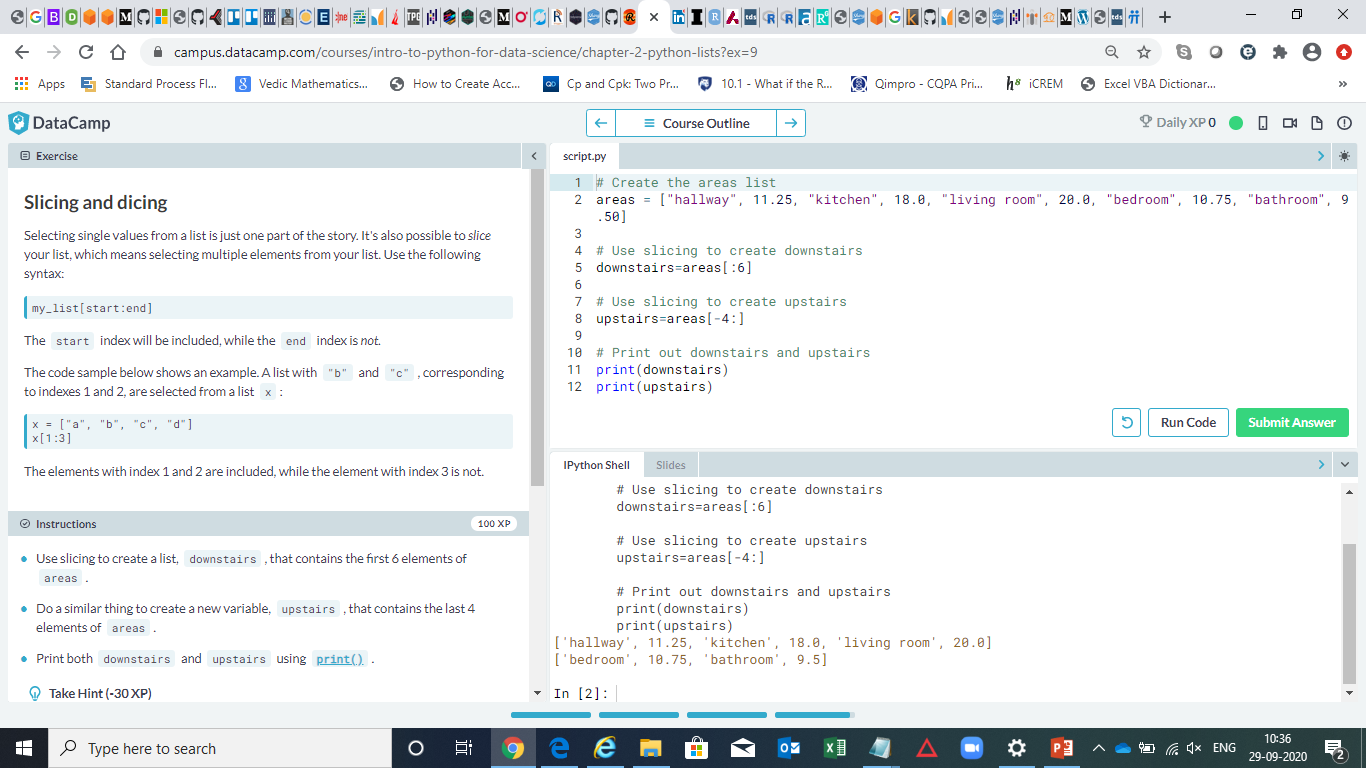 campus.datacamp.com/courses/intro-to-python-for-data-science/chapter-2-python-lists?ex=9
Apps Standard Process Fl... Vedic Mathematics... How to Create Acc... Cp and Cpk: Two Pr... 10.1 - What if the R... Qimpro - CQPA Pri... iCREM Excel VBA Dictionar... »
DataCamp
Course Outline
Daily XP 0
Exercise
Slicing and dicing
Selecting single values from a list is just one part of the story. It's also possible to slice
your list, which means selecting multiple elements from your list. Use the following
syntax:
my_list[start:end]
The start index will be included, while the end index is not.
The code sample below shows an example. A list with "b" and "c" , corresponding
to indexes 1 and 2, are selected from a list x :
x = ["a", "b", "c", "d"]
x[1:3]
The elements with index 1 and 2 are included, while the element with index 3 is not.
Instructions 100 XP
Use slicing to create a list, downstairs , that contains the first 6 elements of
areas .
Do a similar thing to create a new variable, upstairs , that contains the last 4
elements of areas .
Print both downstairs and upstairs using print() .
Take Hint (-30 XP)
script.py
1 # Create the areas list
2 areas = ["hallway", 11.25, "kitchen", 18.0, "living room", 20.0, "bedroom", 10.75, "bathroom", 9
.50]
3
4 # Use slicing to create downstairs
5 downstairs=areas[:6]
6
7 # Use slicing to create upstairs
8 upstairs=areas[-4:]
9
10 # Print out downstairs and upstairs
11 print(downstairs)
12 print(upstairs)
Run Code Submit Answer
IPython Shell Slides
# Use slicing to create downstairs
downstairs=areas[:6]
# Use slicing to create upstairs
upstairs=areas[-4:]
# Print out downstairs and upstairs
print(downstairs)
print(upstairs)
['hallway', 11.25, 'kitchen', 18.0, 'living room', 20.0]
['bedroom', 10.75, 'bathroom', 9.5]
In [2]:
Type here to search
ENG
10:36
29-09-2020
2